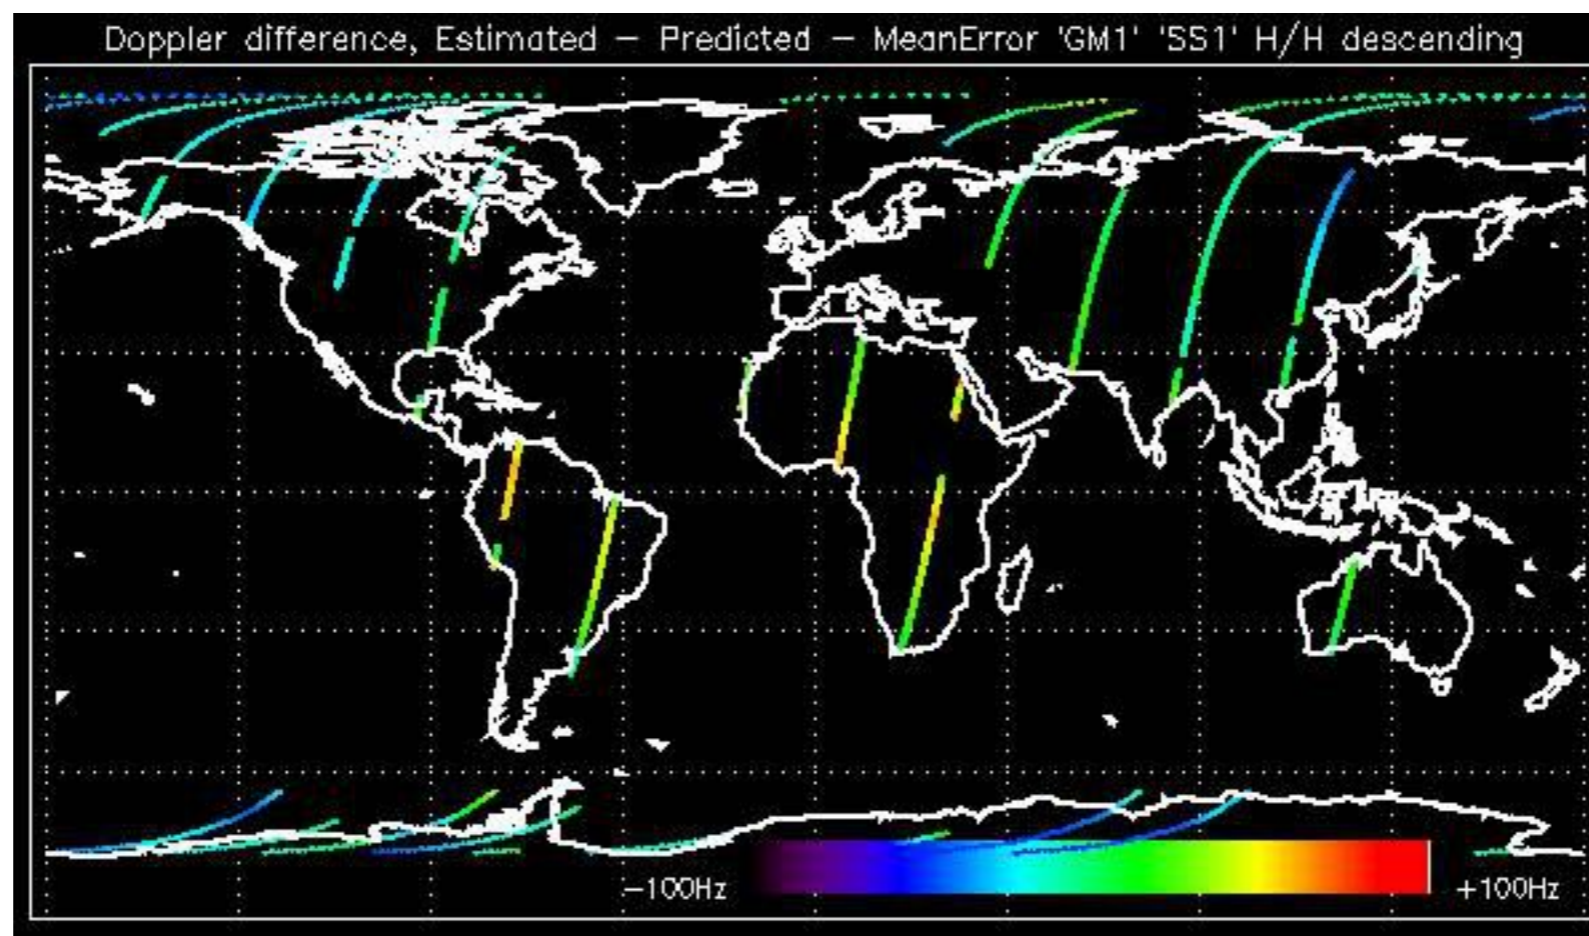 Doppler difference, Estimated — Predicted — MeanError 'GM1' 'SS1' H/H descending
—100Hz +100Hz